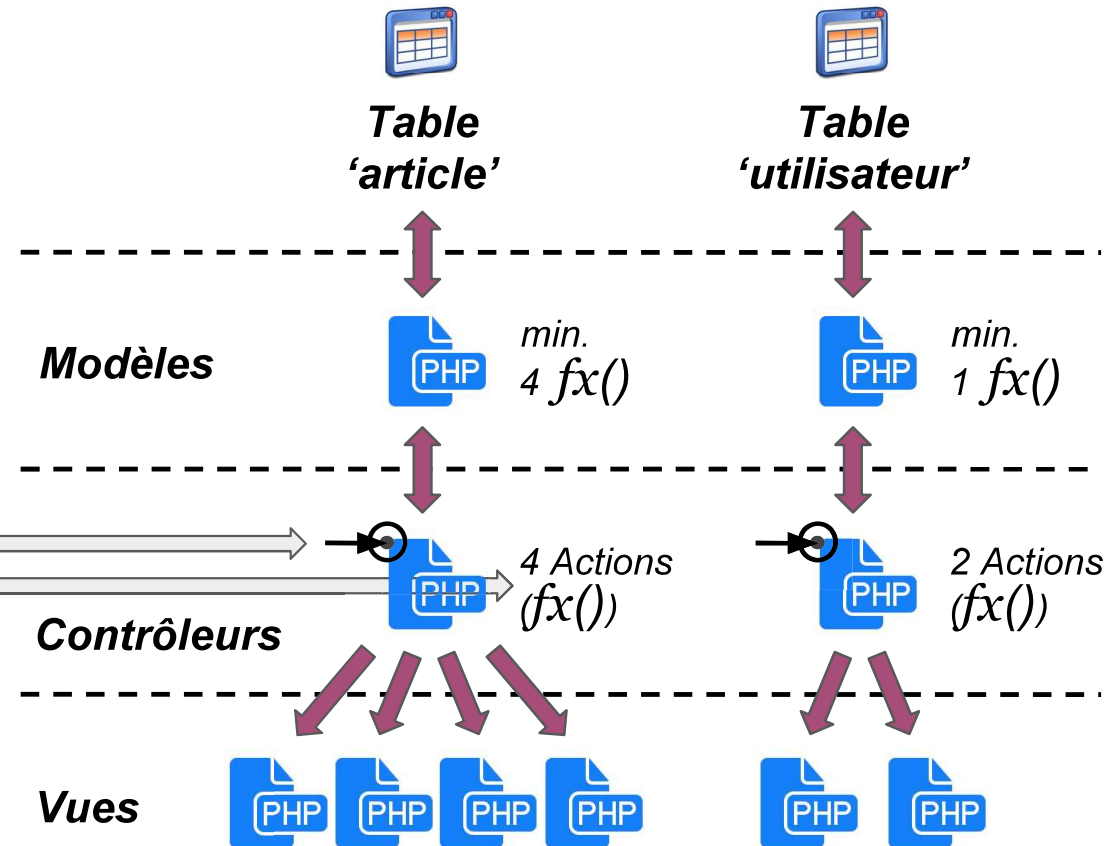 Table
‘article’
Table
‘utilisateur’
Modèles
PHP
min.
4 fx()
PHP
min.
1 fx()
Contrôleurs
PHP
4 Actions
(fx())
PHP
2 Actions
(fx())
Vues
PHP
PHP
PHP
PHP
PHP
PHP